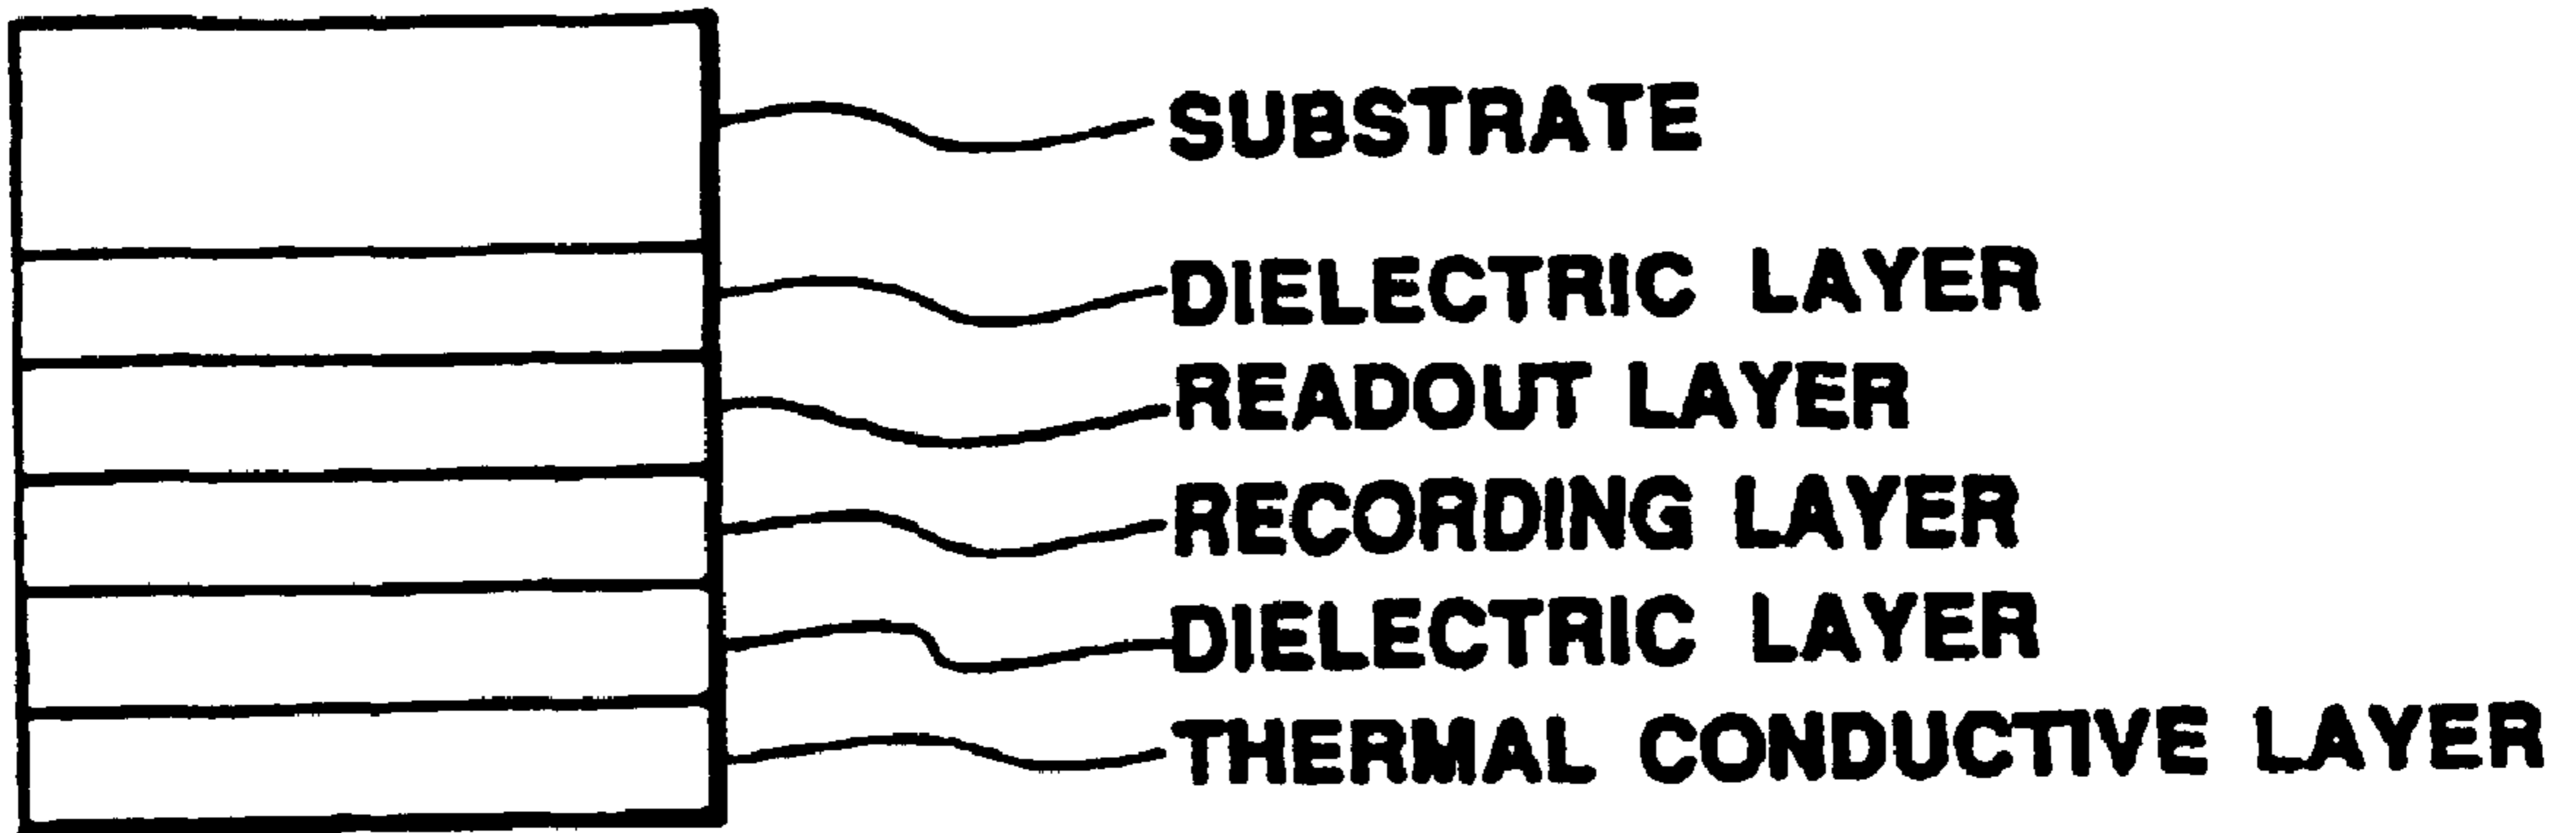 SUBSTRATE
DIELECTRIC LAYER
READOUT LAYER
RECORDING LAYER
DIELECTRIC LAYER
THERMAL CONDUCTIVE LAYER